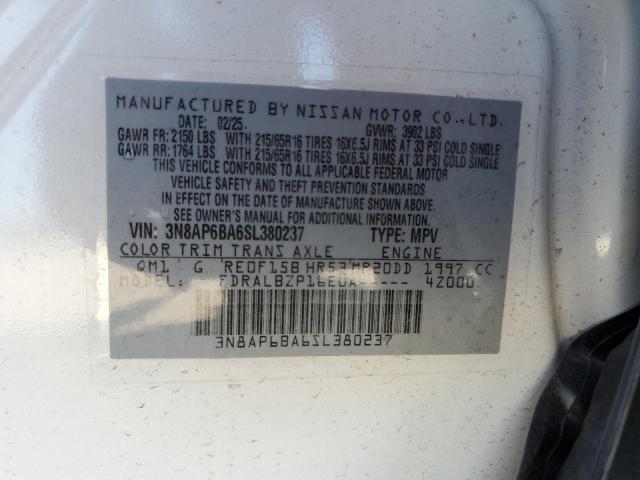 MANUFACTURED BY NISSAN MOTOR CO.,LTD.
DATE: 02/25 GVWR: 3902 LBS
GAWR FR: 2150 LBS WITH 215/65R16 TIRES 16X6.5J RIMS AT 33 PSI COLD SINGLE
GAWR RR: 1764 LBS WITH 215/65R16 TIRES 16X6.5J RIMS AT 33 PSI COLD SINGLE
THIS VEHICLE CONFORMS TO ALL APPLICABLE FEDERAL MOTOR
VEHICLE SAFETY AND THEFT PREVENTION STANDARDS
IN EFFECT ON THE DATE OF MANUFACTURE SHOWN ABOVE.
SEE OWNER'S MANUAL FOR ADDITIONAL INFORMATION
VIN: 3N8AP6BA6SL380237 TYPE: MPV
COLOR TRIM TRANS AXLE ENGINE
QM1 G RE0F15B HR53 MR20DD 1997 CC
MODEL: FDRALBZP16EUA-----4Z000
3N8AP6BA6SL380237